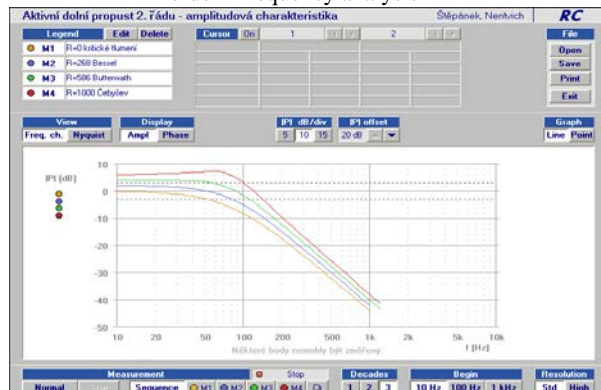 Aktivní dolní propust 2. řádu - amplitudová charakteristika Štěpánek, Nentvich RC
Legend Edit Delete Cursor On 1 2 File
M1 R=0 kritické tlumení
M2 R=268 Bessel
M3 R=586 Butterwoth
M4 R=1000 Čebyšev
Open
Save
Print
Exit
View Display |P| dB/div |P| offset Graph
Freq. ch. Nyquist Ampl Phase 5 10 15 20 dB Line Point
|P| [dB]
10
0
-10
-20
-30
-40
-50
10 20 50 100 200 500 1k 2k 5k 10k
Některé body nemohly být změřeny f [Hz]
Measurement Stop Decades Begin Resolution
Normal Sequence M1 M2 M3 M4 1 2 3 10 Hz 100 Hz 1 kHz Std High